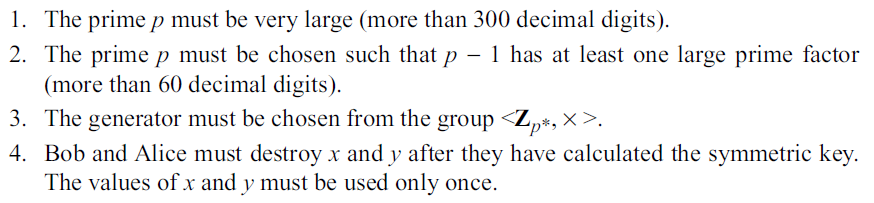 1. The prime p must be very large (more than 300 decimal digits).
2. The prime p must be chosen such that p − 1 has at least one large prime factor
(more than 60 decimal digits).
3. The generator must be chosen from the group <Zp*, × >.
4. Bob and Alice must destroy x and y after they have calculated the symmetric key.
The values of x and y must be used only once.